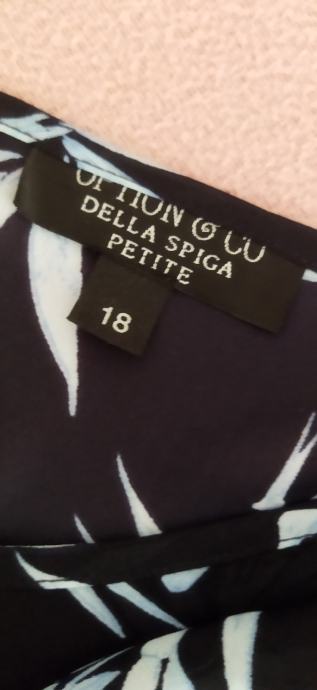 OPTION & CO
DELLA SPIGA
PETITE
18